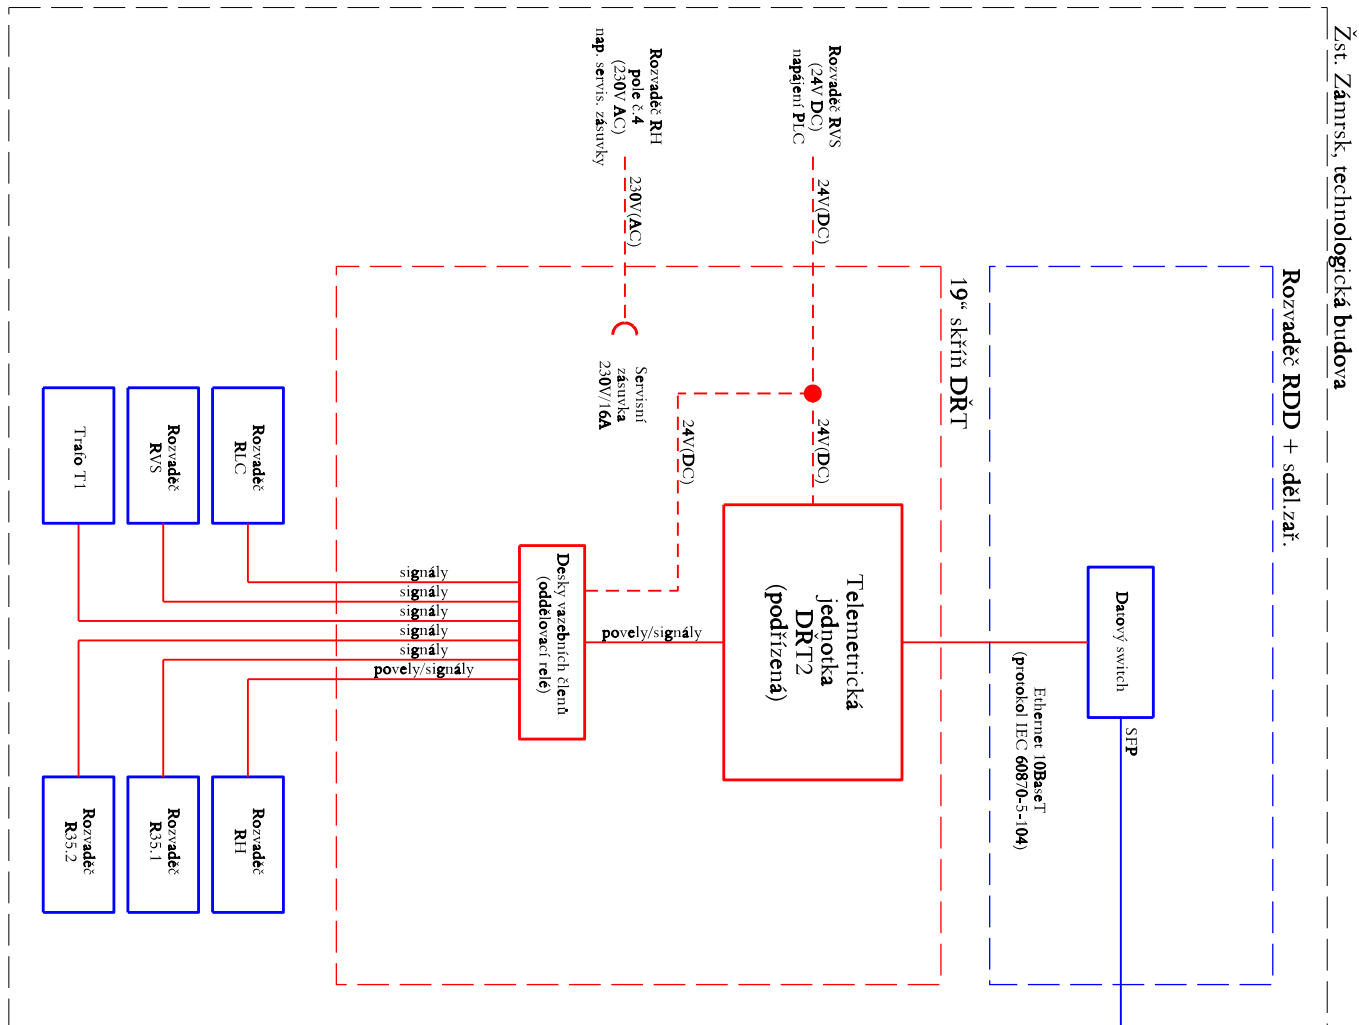 Žst. Zámrsk, technologická budova
Rozvaděč RDD + sděl.zař.
Datový switch
SFP
Ethernet 10BaseT
(protokol IEC 60870-5-104)
19“ skříň DŘT
Rozvaděč RVS
(24V DC)
napájení PLC
24V(DC)
24V(DC)
Telemetrická
jednotka
DŘT2
(podřízená)
Rozvaděč RH
pole č.4
(230V AC)
nap. servis. zásuvky
230V(AC)
Servisní
zásuvka
230V/16A
24V(DC)
povely/signály
Desky vazebních členů
(oddělovací relé)
signály
signály
signály
signály
signály
povely/signály
Rozvaděč
RLC
Rozvaděč
RVS
Trafo T1
Rozvaděč
RH
Rozvaděč
R35.1
Rozvaděč
R35.2